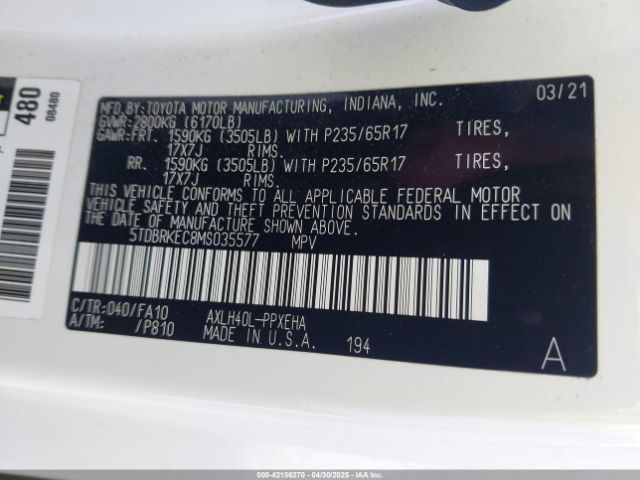 480
08480
MFD.BY:TOYOTA MOTOR MANUFACTURING, INDIANA, INC. 03/21
GVWR:2800KG (6170LB)
GAWR:FRT. 1590KG (3505LB) WITH P235/65R17 TIRES,
17X7J RIMS.
RR. 1590KG (3505LB) WITH P235/65R17 TIRES,
17X7J RIMS.
THIS VEHICLE CONFORMS TO ALL APPLICABLE FEDERAL MOTOR
VEHICLE SAFETY AND THEFT PREVENTION STANDARDS IN EFFECT ON
THE DATE OF MANUFACTURE SHOWN ABOVE.
5TDBRKEC8MS035577 MPV
C/TR:040/FA10 AXLH40L-PPXEHA
A/TM: /P810 MADE IN U.S.A. 194 A
000-42156270 - 04/30/2025 - IAA Inc.